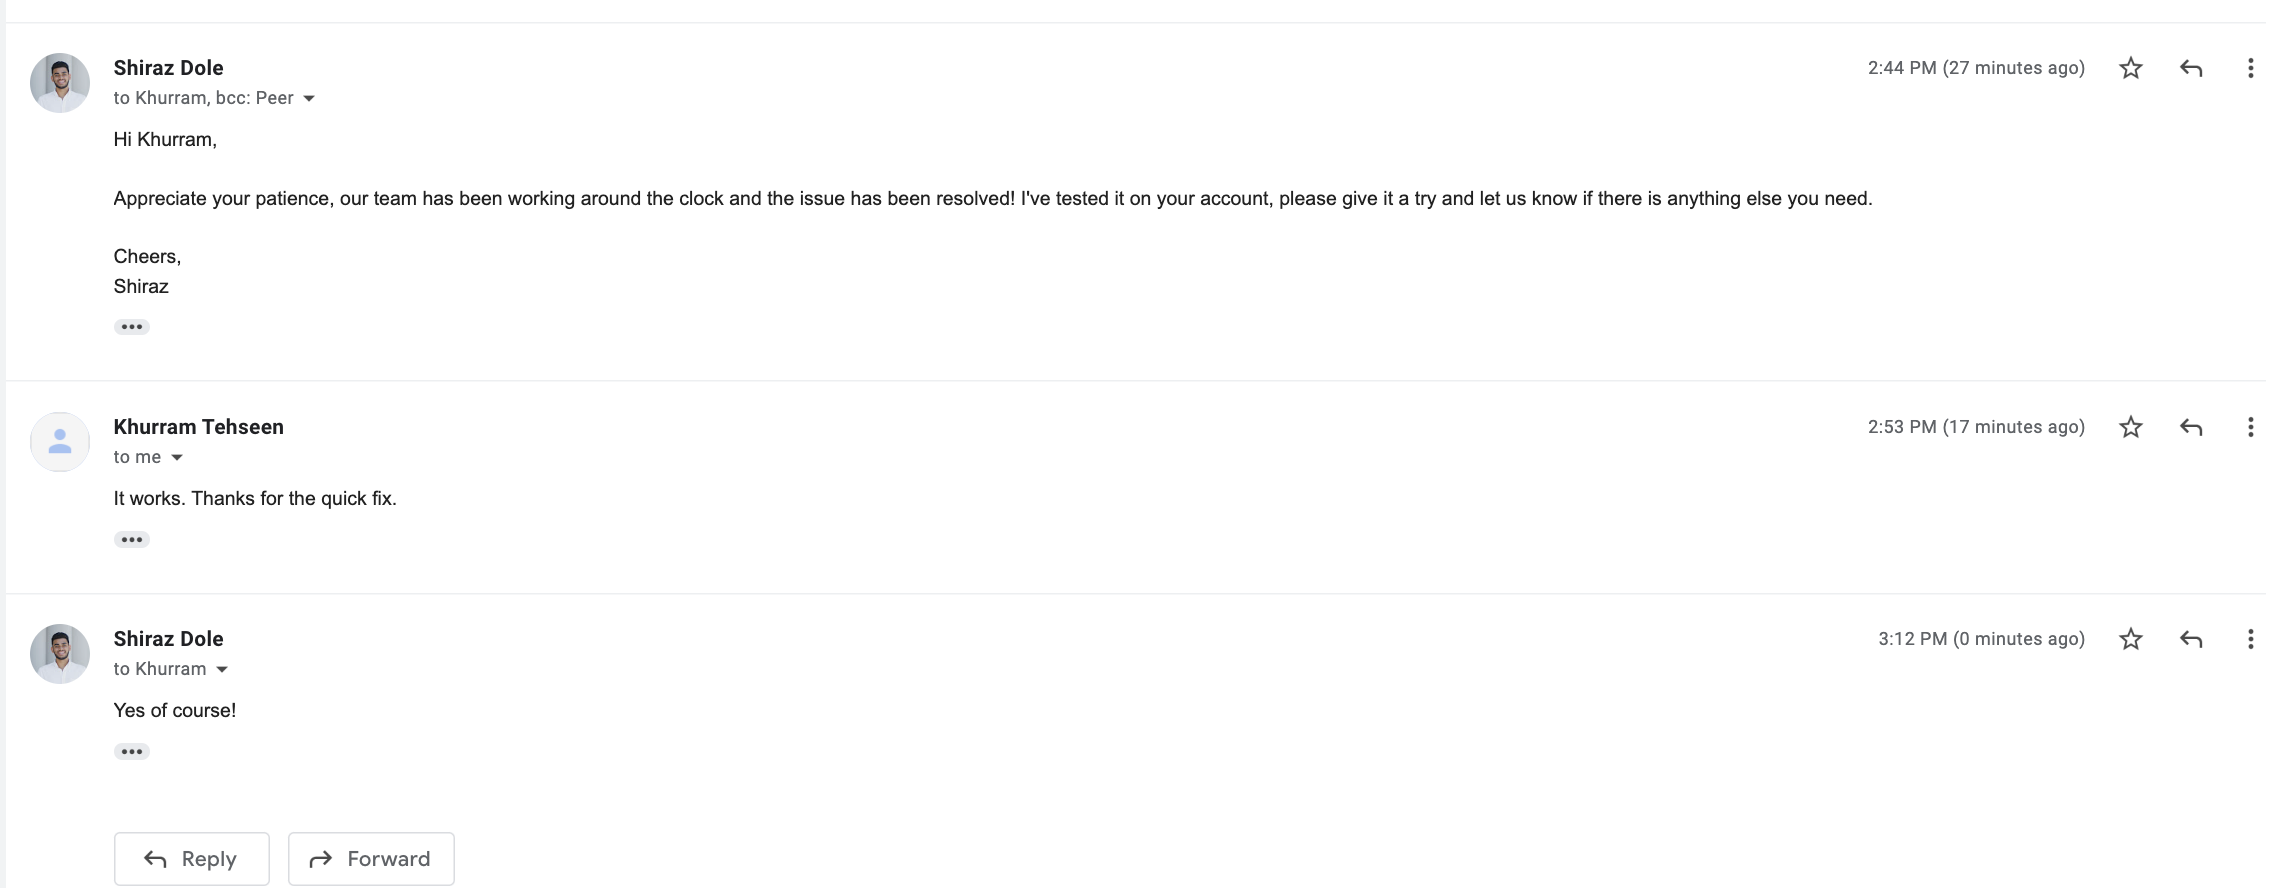 Shiraz Dole
2:44 PM (27 minutes ago)
to Khurram, bcc: Peer
Hi Khurram,
Appreciate your patience, our team has been working around the clock and the issue has been resolved! I've tested it on your account, please give it a try and let us know if there is anything else you need.
Cheers,
Shiraz
Khurram Tehseen
2:53 PM (17 minutes ago)
to me
It works. Thanks for the quick fix.
Shiraz Dole
3:12 PM (0 minutes ago)
to Khurram
Yes of course!
Reply
Forward